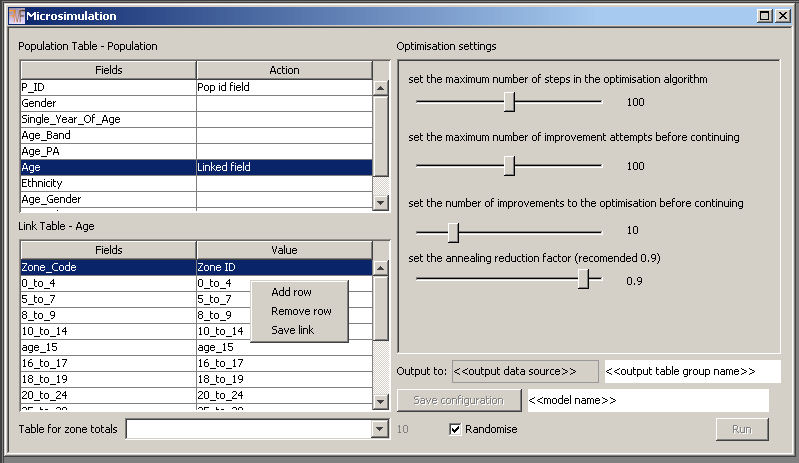 Microsimulation
Population Table - Population
Fields Action
P_ID Pop id field
Gender
Single_Year_Of_Age
Age_Band
Age_PA
Age Linked field
Ethnicity
Age_Gender
Link Table - Age
Fields Value
Zone_Code Zone ID
0_to_4 0_to_4
5_to_7 5_to_7
8_to_9 8_to_9
10_to_14 10_to_14
age_15 age_15
16_to_17 16_to_17
18_to_19 18_to_19
20_to_24 20_to_24
25_to_30 25_to_30
Add row
Remove row
Save link
Table for zone totals 10
Optimisation settings
set the maximum number of steps in the optimisation algorithm
100
set the maximum number of improvement attempts before continuing
100
set the number of improvements to the optimisation before continuing
10
set the annealing reduction factor (recomended 0.9)
0.9
Output to: <<output data source>> <<output table group name>>
Save configuration <<model name>>
Randomise Run